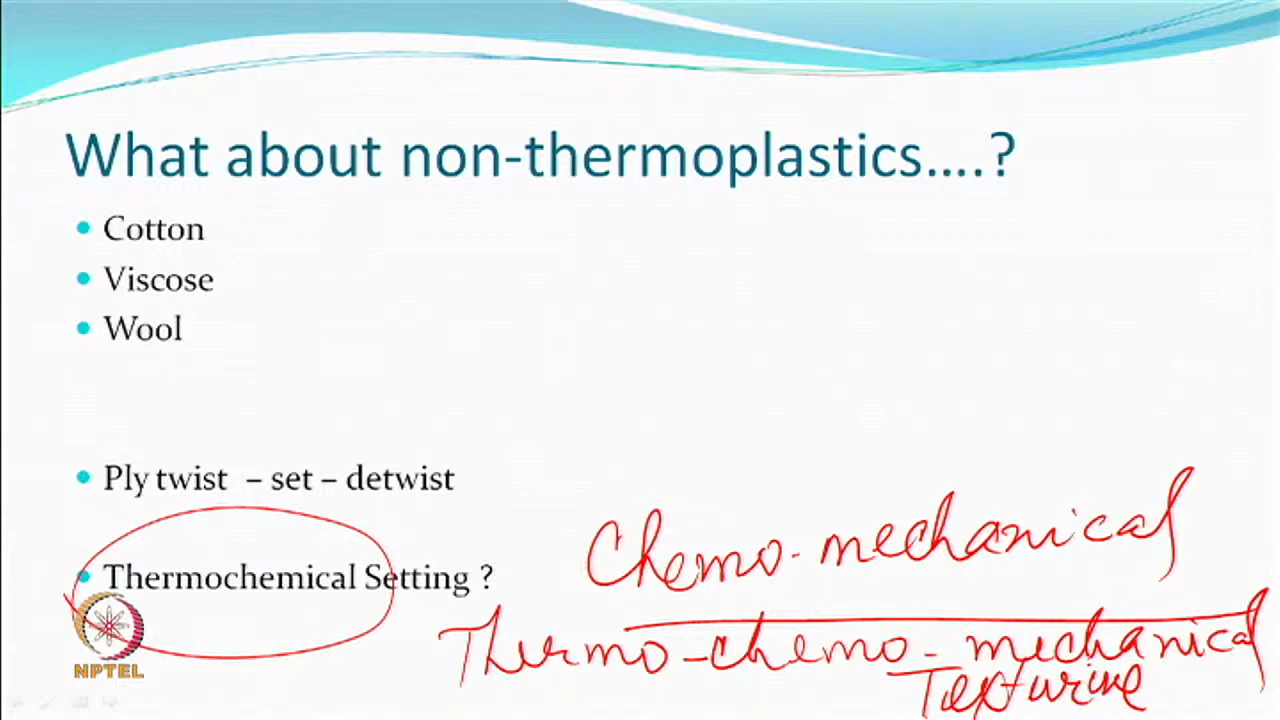 What about non-thermoplastics….?
Cotton
Viscose
Wool
Ply twist – set – detwist
Chemo-mechanical
Thermochemical Setting ?
Thermo-chemo-mechanical
Texturing
NPTEL